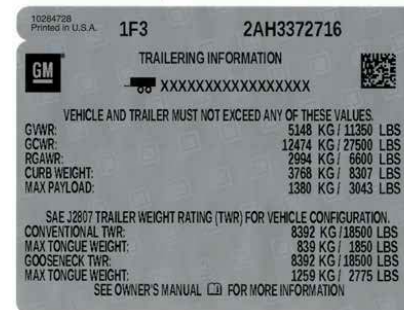 10284728
Printed in U.S.A. 1F3 2AH3372716
GM
TRAILERING INFORMATION
XXXXXXXXXXXXXXXXX
VEHICLE AND TRAILER MUST NOT EXCEED ANY OF THESE VALUES.
GVWR: 5148 KG / 11350 LBS
GCWR: 12474 KG / 27500 LBS
RGAWR: 2994 KG / 6600 LBS
CURB WEIGHT: 3768 KG / 8307 LBS
MAX PAYLOAD: 1380 KG / 3043 LBS
SAE J2807 TRAILER WEIGHT RATING (TWR) FOR VEHICLE CONFIGURATION.
CONVENTIONAL TWR: 8392 KG / 18500 LBS
MAX TONGUE WEIGHT: 839 KG / 1850 LBS
GOOSENECK TWR: 8392 KG / 18500 LBS
MAX TONGUE WEIGHT: 1259 KG / 2775 LBS
SEE OWNER'S MANUAL FOR MORE INFORMATION